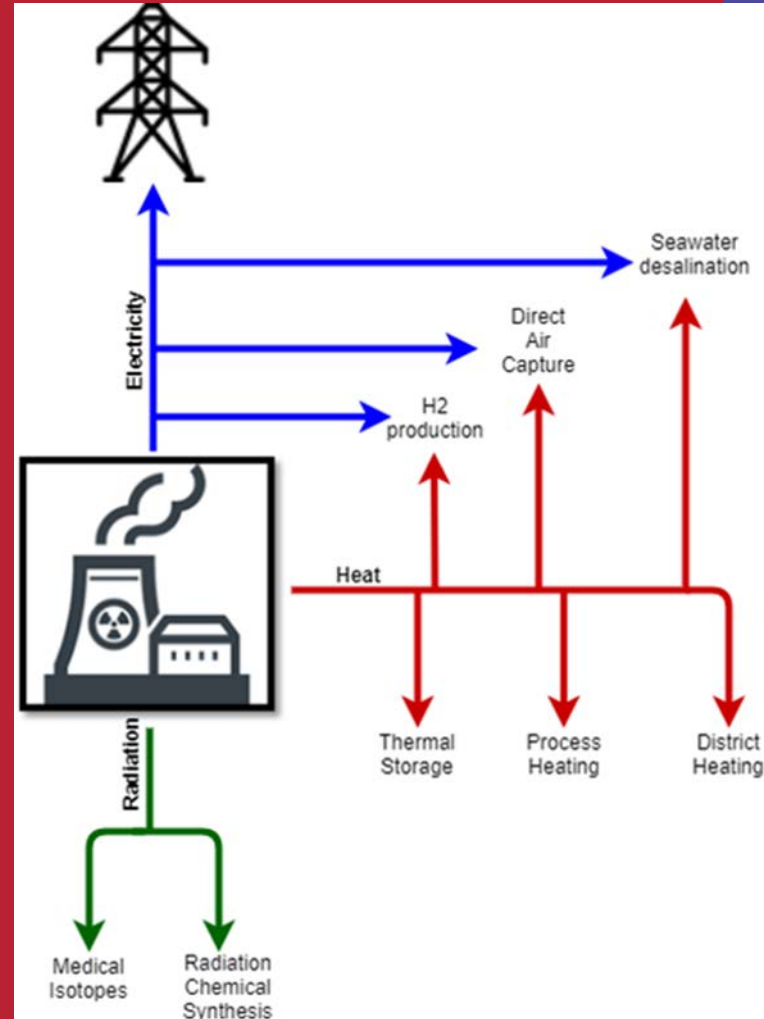 Seawater
desalination
Direct
Air
Capture
Electricity
H2
production
Heat
Thermal
Storage
Process
Heating
District
Heating
Radiation
Medical
Isotopes
Radiation
Chemical
Synthesis